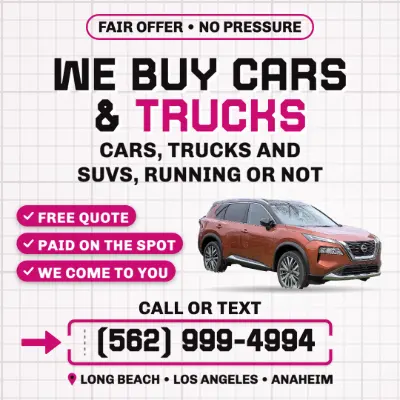 FAIR OFFER • NO PRESSURE
WE BUY CARS
& TRUCKS
CARS, TRUCKS AND
SUVS, RUNNING OR NOT
FREE QUOTE
PAID ON THE SPOT
WE COME TO YOU
CALL OR TEXT
(562) 999-4994
LONG BEACH • LOS ANGELES • ANAHEIM